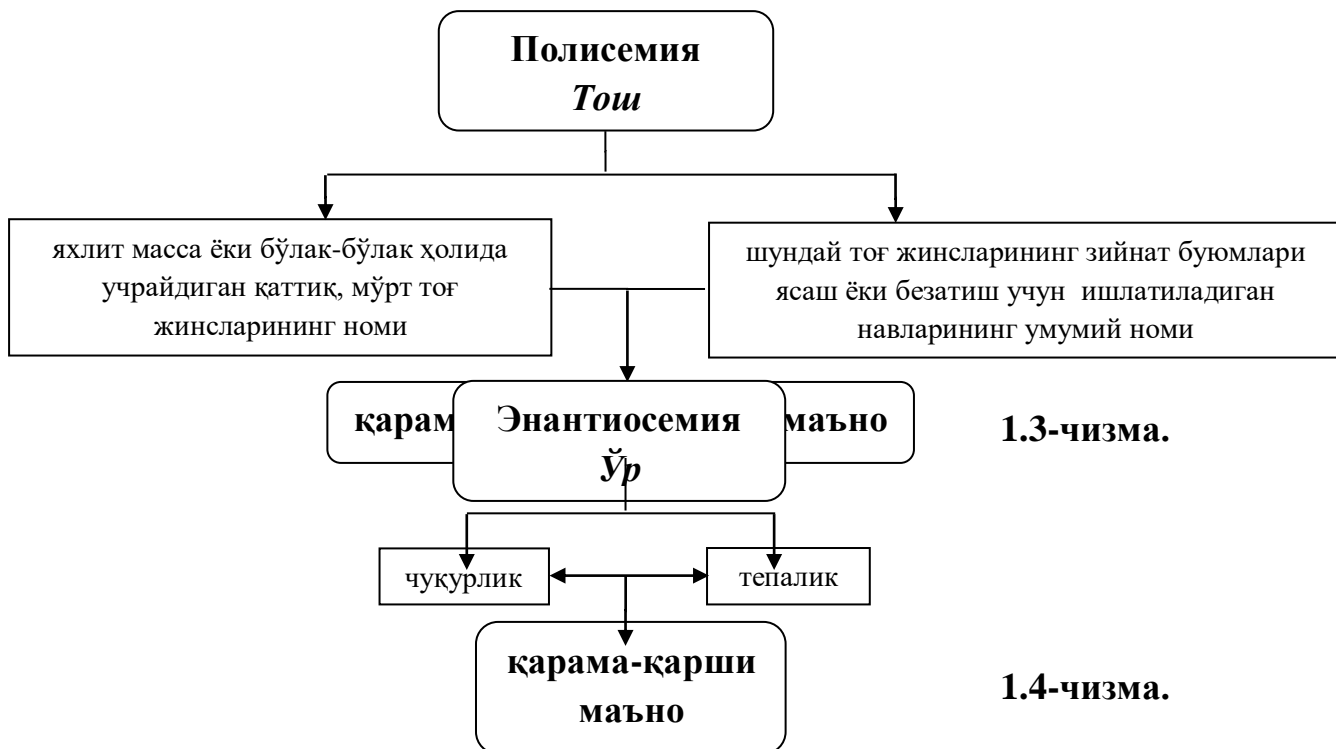 Полисемия
Тош
яхлит масса ёки бўлак-бўлак ҳолида
учрайдиган қаттиқ, мўрт тоғ
жинсларининг номи
шундай тоғ жинсларининг зийнат буюмлари
ясаш ёки безатиш учун ишлатиладиган
навларининг умумий номи
маъно
Энантиосемия
Ўр
1.3-чизма.
чуқурлик
тепалик
қарама-қарши
маъно
1.4-чизма.